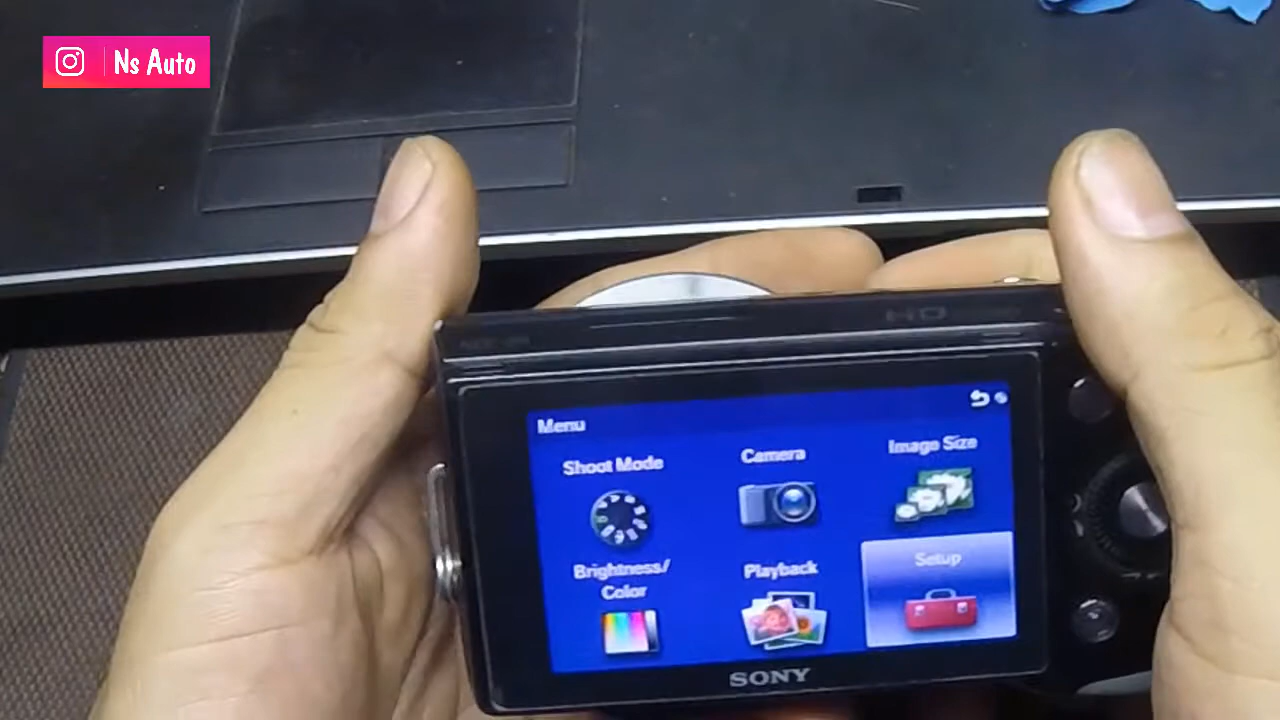 Ns Auto
HD
Menu
Shoot Mode
Camera
Image Size
Brightness/
Color
Playback
Setup
SONY